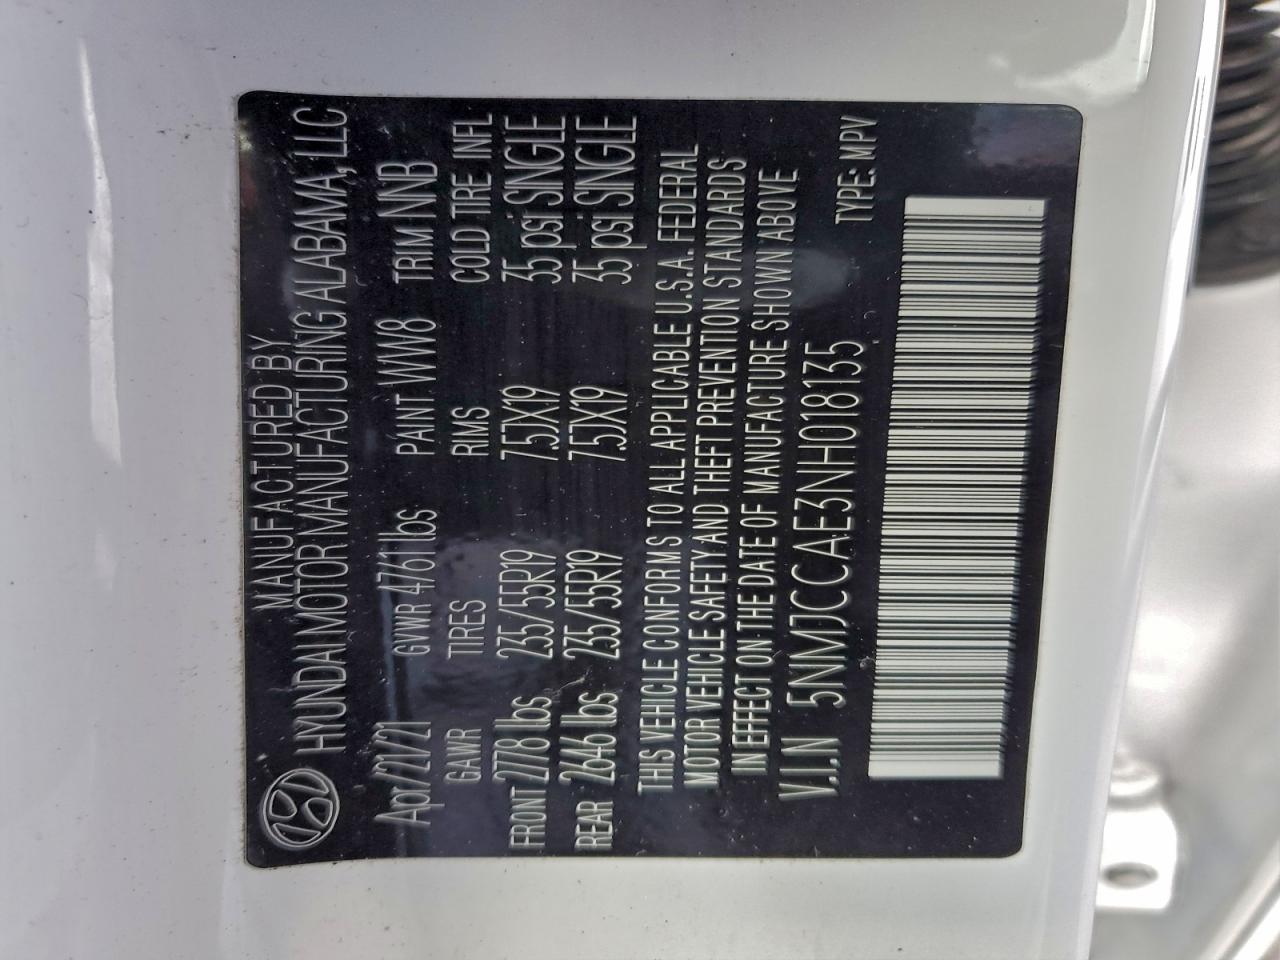 MANUFACTURED BY
HYUNDAI MOTOR MANUFACTURING ALABAMA, LLC
Apr/21/21 GVWR 4761 lbs PAINT WW8 TRIM NNB
GAWR TIRES RIMS COLD TIRE INFL
FRONT 2778 lbs 235/55R19 7.5JX19 35 psi SINGLE
REAR 2646 lbs 235/55R19 7.5JX19 35 psi SINGLE
THIS VEHICLE CONFORMS TO ALL APPLICABLE U.S.A. FEDERAL
MOTOR VEHICLE SAFETY AND THEFT PREVENTION STANDARDS
IN EFFECT ON THE DATE OF MANUFACTURE SHOWN ABOVE
V.I.N 5NMJCCAE3NH018135 TYPE: MPV